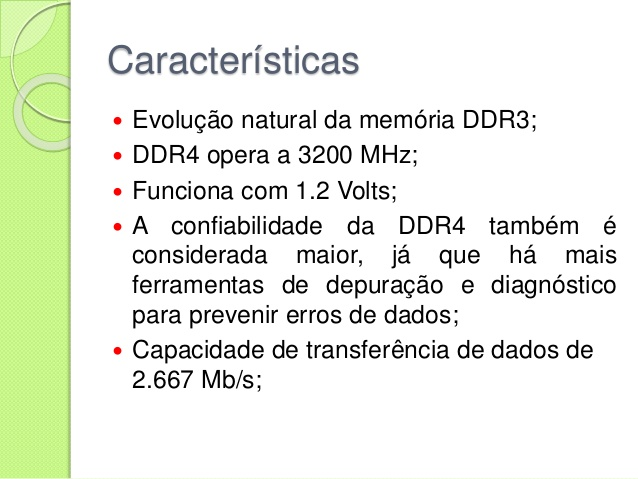 Características
Evolução natural da memória DDR3;
DDR4 opera a 3200 MHz;
Funciona com 1.2 Volts;
A confiabilidade da DDR4 também é
considerada maior, já que há mais
ferramentas de depuração e diagnóstico
para prevenir erros de dados;
Capacidade de transferência de dados de
2.667 Mb/s;